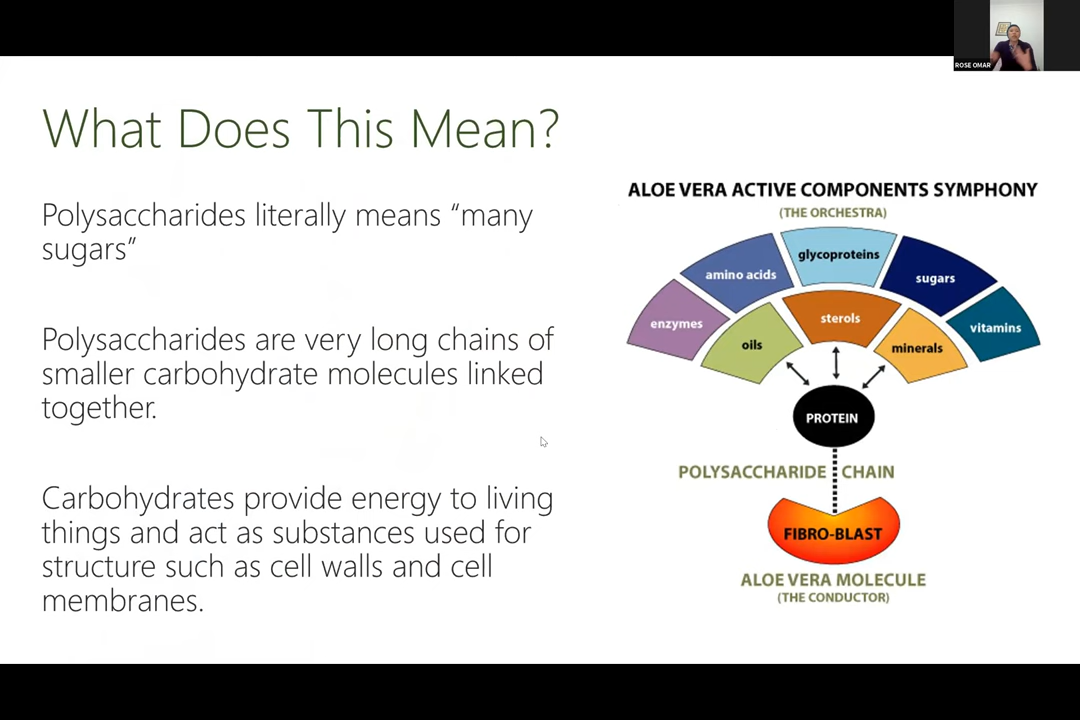 ROSE OMAR
What Does This Mean?
Polysaccharides literally means “many
sugars”
Polysaccharides are very long chains of
smaller carbohydrate molecules linked
together.
Carbohydrates provide energy to living
things and act as substances used for
structure such as cell walls and cell
membranes.
ALOE VERA ACTIVE COMPONENTS SYMPHONY
(THE ORCHESTRA)
enzymes
amino acids
glycoproteins
sugars
vitamins
oils
sterols
minerals
PROTEIN
POLYSACCHARIDE CHAIN
FIBRO-BLAST
ALOE VERA MOLECULE
(THE CONDUCTOR)